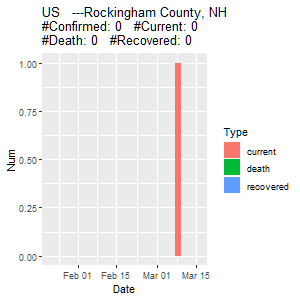 US   ---Rockingham County, NH
#Confirmed: 0   #Current: 0
#Death: 0   #Recovered: 0
Num
1.00
0.75
0.50
0.25
0.00
Feb 01
Feb 15
Mar 01
Mar 15
Date
Type
current
death
recovered